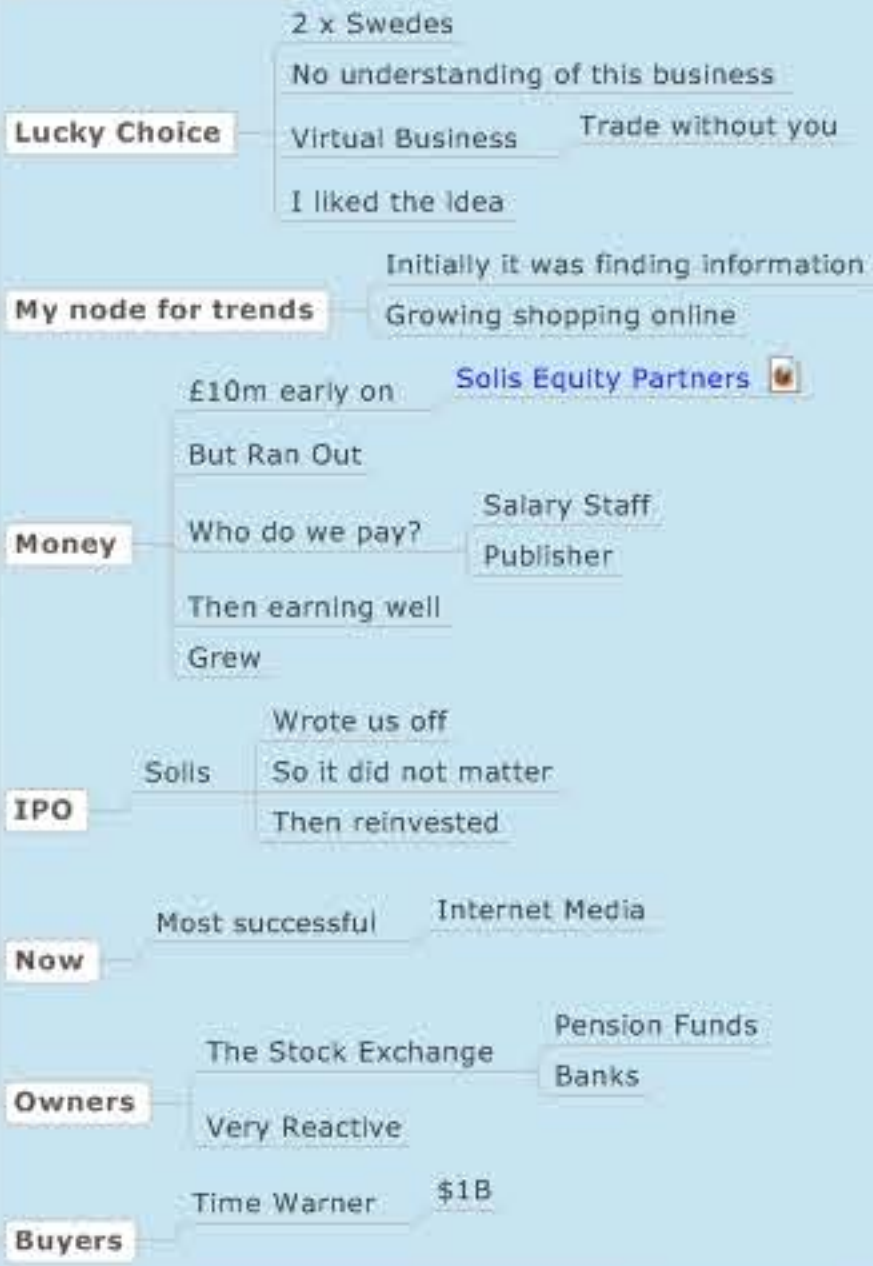 Lucky Choice
2 x Swedes
No understanding of this business
Virtual Business
Trade without you
I liked the idea
My node for trends
Initially it was finding information
Growing shopping online
Money
£10m early on
Solis Equity Partners
But Ran Out
Who do we pay?
Salary Staff
Publisher
Then earning well
Grew
IPO
Solis
Wrote us off
So it did not matter
Then reinvested
Now
Most successful
Internet Media
Owners
The Stock Exchange
Pension Funds
Banks
Very Reactive
Buyers
Time Warner
$1B